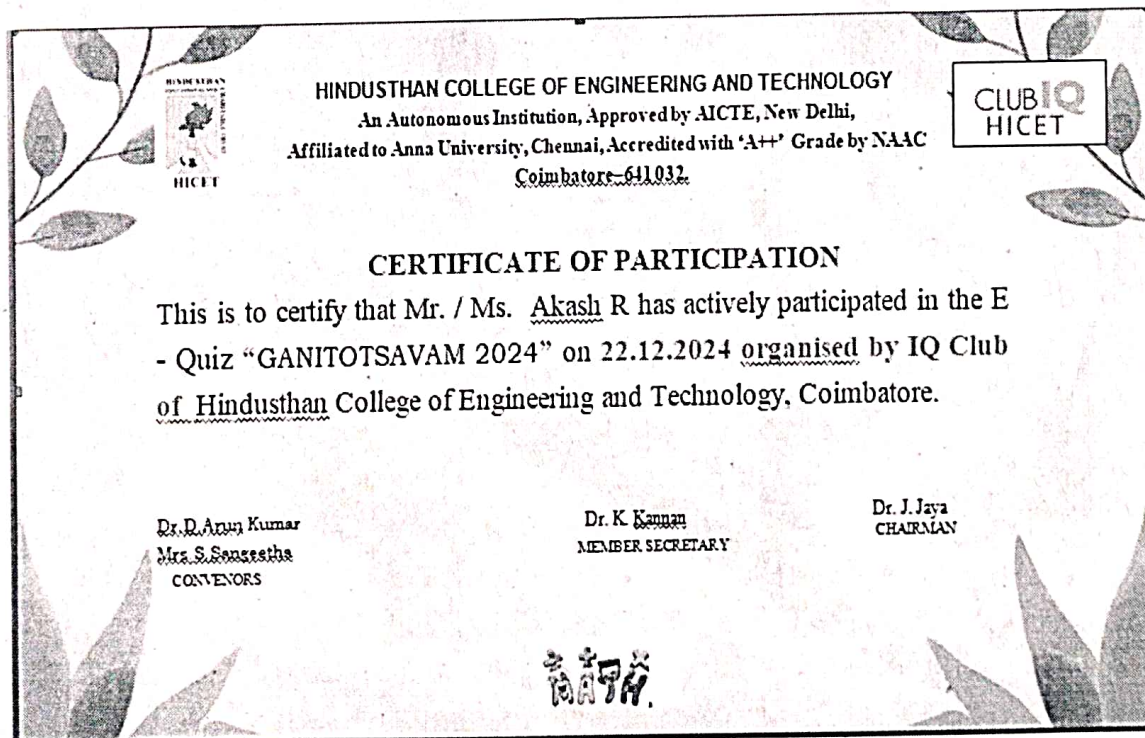 HINDUSTHAN
HICET
HINDUSTHAN COLLEGE OF ENGINEERING AND TECHNOLOGY
An Autonomous Institution, Approved by AICTE, New Delhi,
Affiliated to Anna University, Chennai, Accredited with ‘A++’ Grade by NAAC
Coimbatore–641032.
CLUB IQ
HICET
CERTIFICATE OF PARTICIPATION
This is to certify that Mr. / Ms. Akash R has actively participated in the E
- Quiz “GANITOTSAVAM 2024” on 22.12.2024 organised by IQ Club
of Hindusthan College of Engineering and Technology, Coimbatore.
Dr.D.Arun Kumar
Mrs.S.Sangeetha
CONVENORS
Dr. K. Kannan
MEMBER SECRETARY
Dr. J. Jaya
CHAIRMAN
MATH